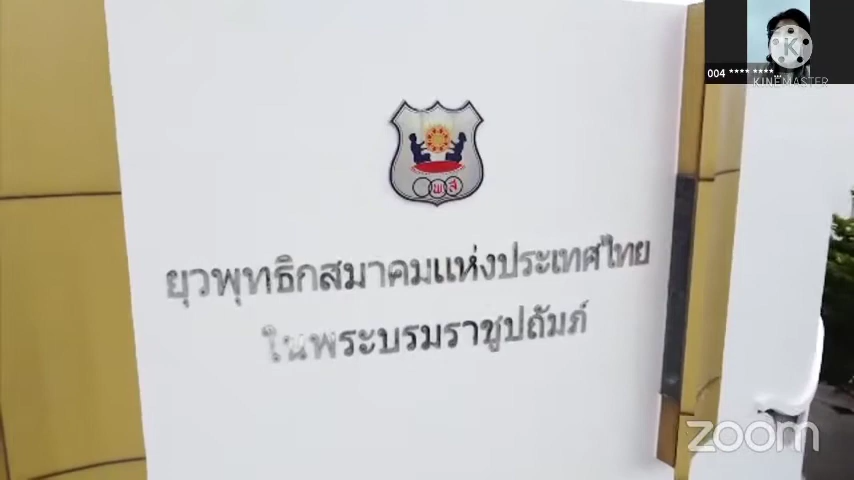 004 **** ****...
K
KINEMASTER
พ ส
ยุวพุทธิกสมาคมแห่งประเทศไทย
ในพระบรมราชูปถัมภ์
zoom